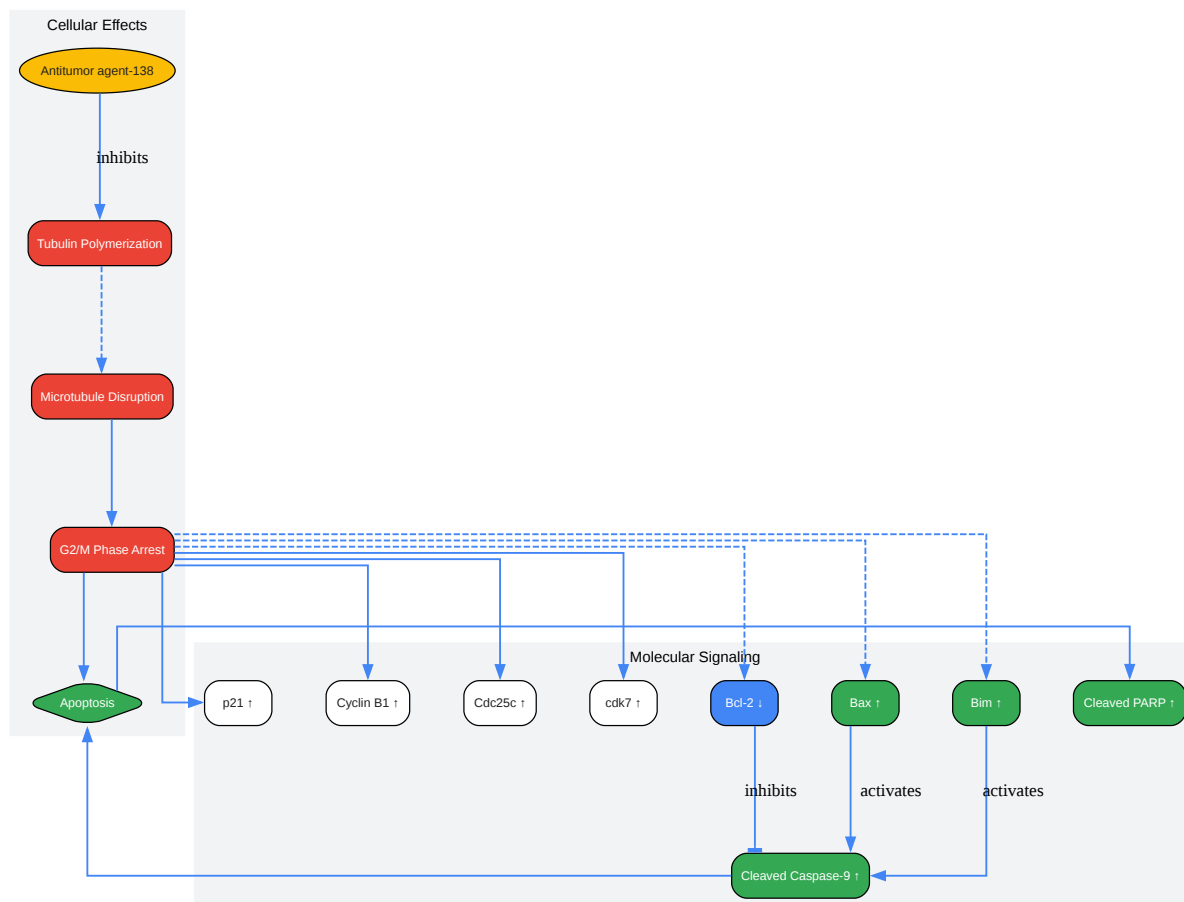 Cellular Effects
Antitumor agent-138
inhibits
Tubulin Polymerization
Microtubule Disruption
G2/M Phase Arrest
Molecular Signaling
Apoptosis
p21 ↑
Cyclin B1 ↑
Cdc25c ↑
cdk7 ↑
Bcl-2 ↓
Bax ↑
Bim ↑
Cleaved PARP ↑
inhibits
activates
activates
Cleaved Caspase-9 ↑